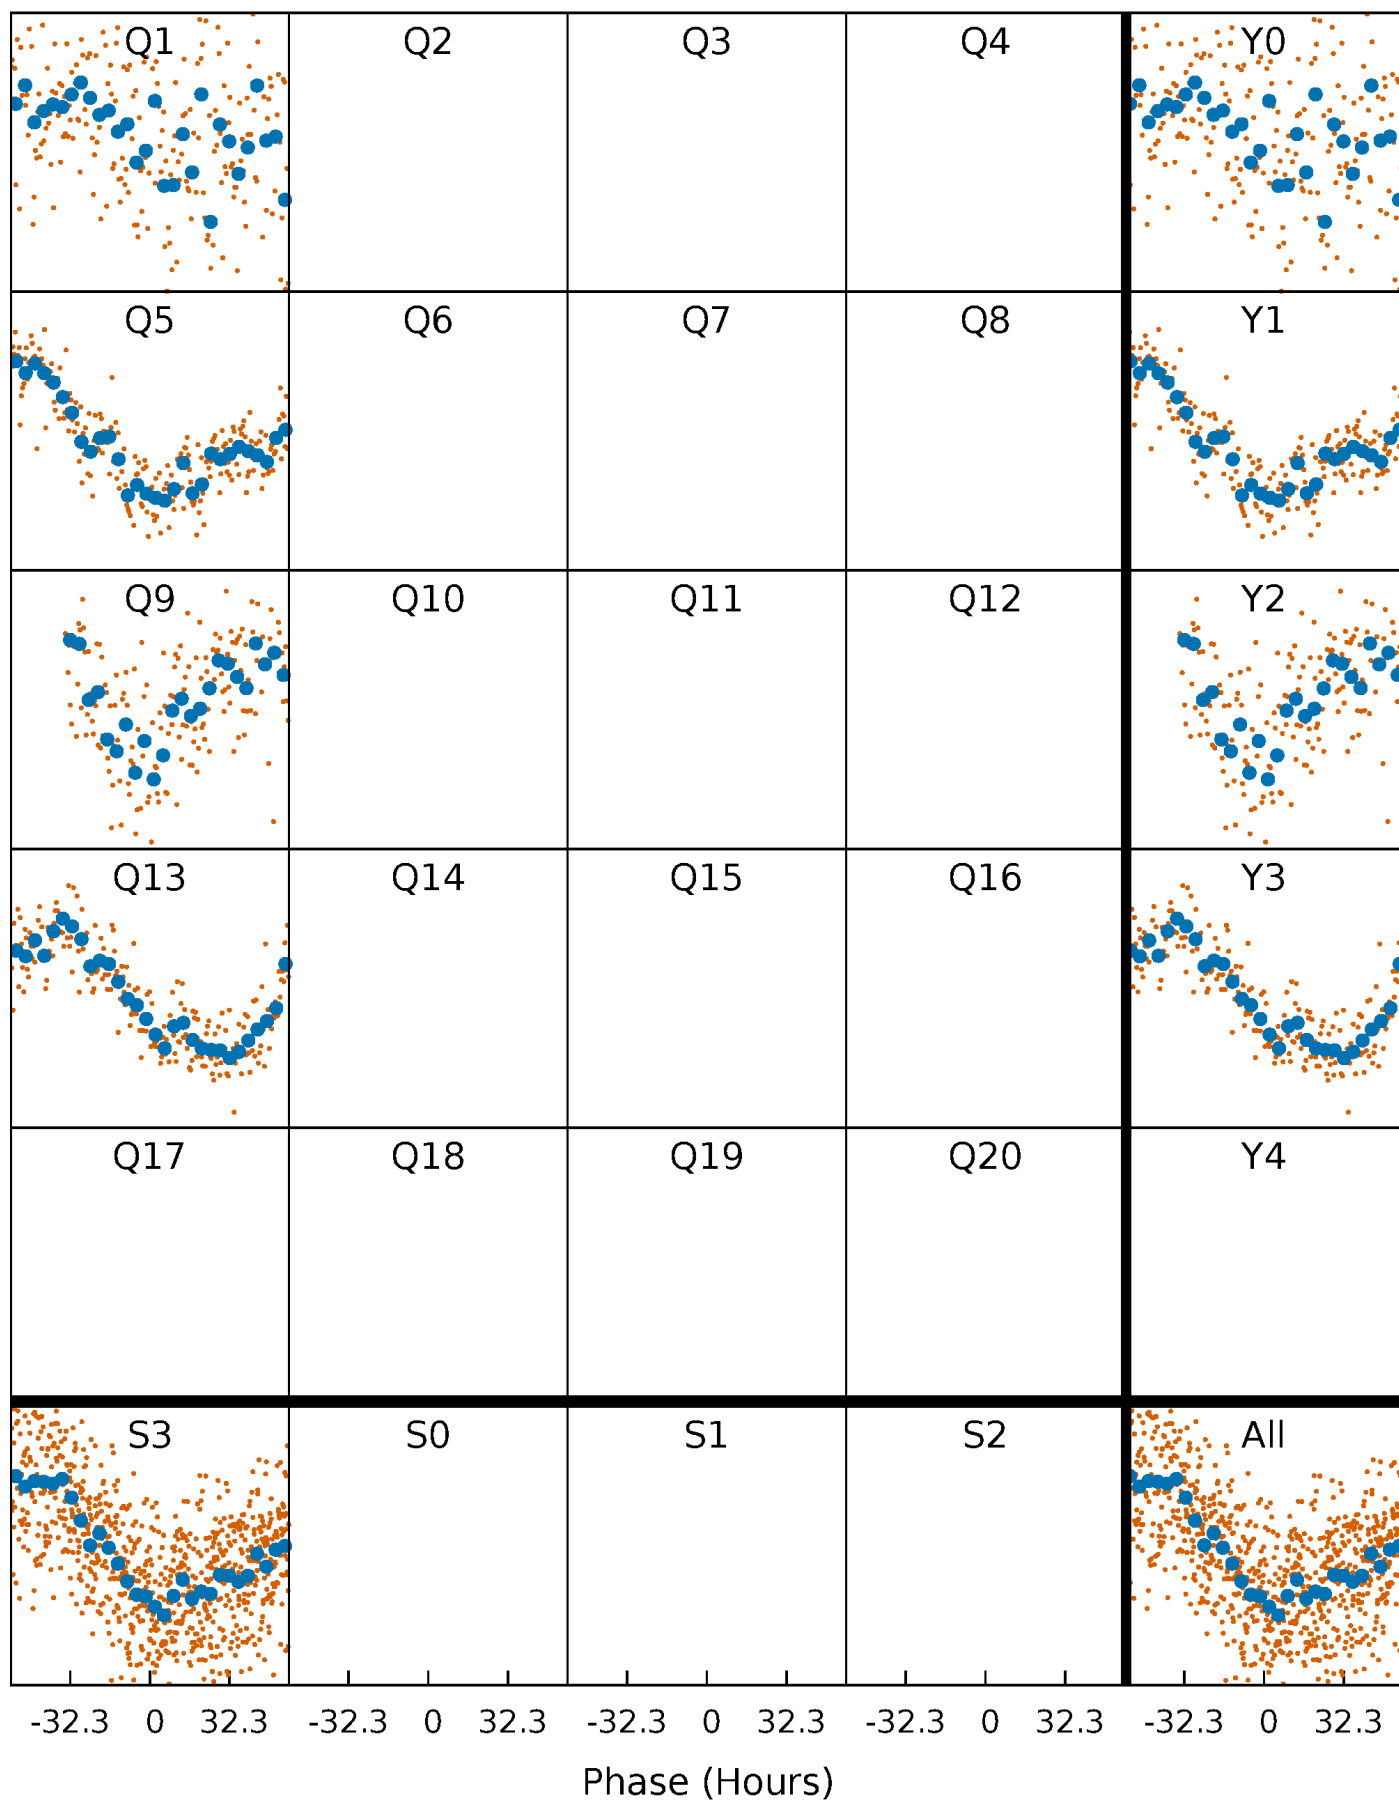 Q1 Q2 Q3 Q4 Y0
Q5 Q6 Q7 Q8 Y1
Q9 Q10 Q11 Q12 Y2
Q13 Q14 Q15 Q16 Y3
Q17 Q18 Q19 Q20 Y4
S3 S0 S1 S2 All
-32.3 0 32.3 -32.3 0 32.3 -32.3 0 32.3 -32.3 0 32.3 -32.3 0 32.3
Phase (Hours)